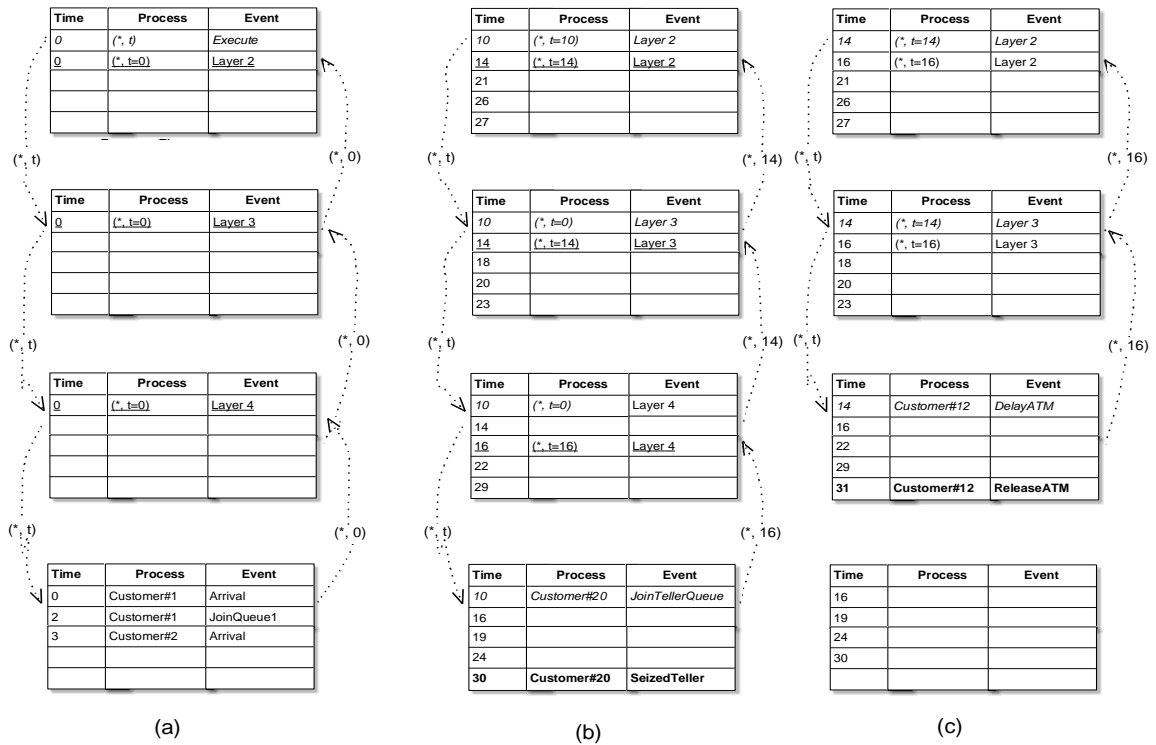 Time Process Event
0 (*, t) Execute
0 (*, t=0) Layer 2
(*, t) (*, 0)
Time Process Event
0 (*, t=0) Layer 3
(*, t) (*, 0)
Time Process Event
0 (*, t=0) Layer 4
(*, t) (*, 0)
Time Process Event
0 Customer#1 Arrival
2 Customer#1 JoinQueue1
3 Customer#2 Arrival
(a)
Time Process Event
10 (*, t=10) Layer 2
14 (*, t=14) Layer 2
21
26
27
(*, t) (*, 14)
Time Process Event
10 (*, t=0) Layer 3
14 (*, t=14) Layer 3
18
20
23
(*, t) (*, 14)
Time Process Event
10 (*, t=0) Layer 4
14
16 (*, t=16) Layer 4
22
29
(*, t) (*, 16)
Time Process Event
10 Customer#20 JoinTellerQueue
16
19
24
30 Customer#20 SeizedTeller
(b)
Time Process Event
14 (*, t=14) Layer 2
16 (*, t=16) Layer 2
21
26
27
(*, t) (*, 16)
Time Process Event
14 (*, t=14) Layer 3
16 (*, t=16) Layer 3
18
20
23
(*, t) (*, 16)
Time Process Event
14 Customer#12 DelayATM
16
22
29
31 Customer#12 ReleaseATM
Time Process Event
16
19
24
30
(c)